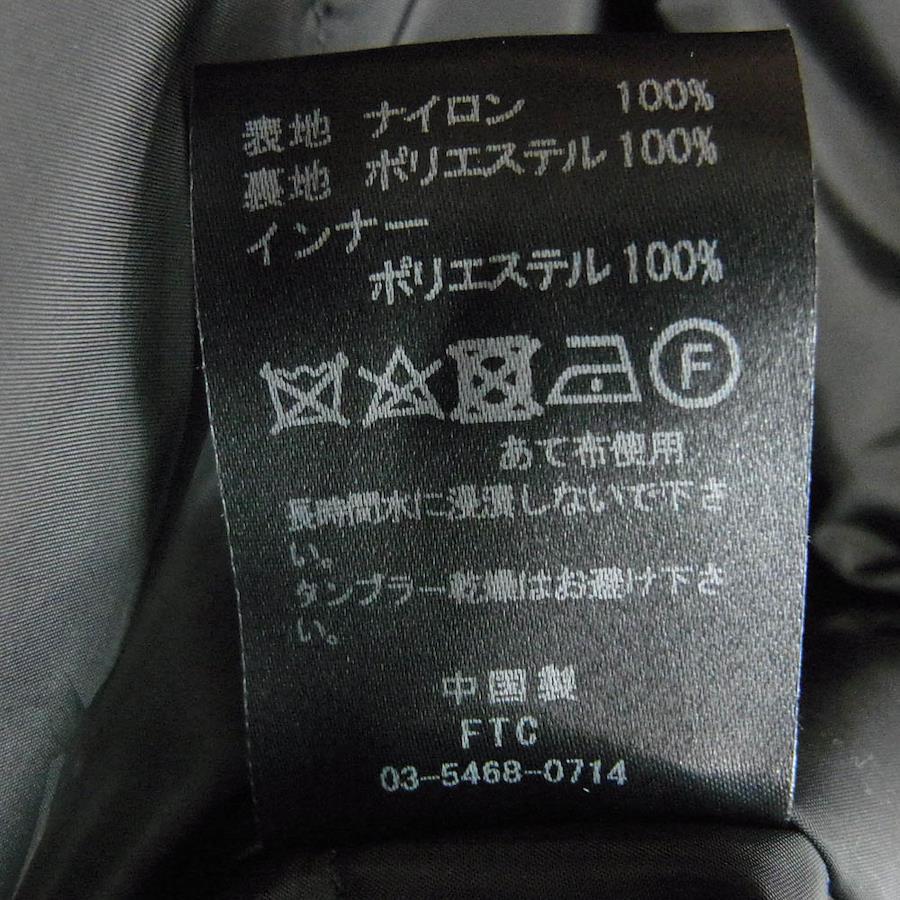 表地 ナイロン 100%
裏地 ポリエステル 100%
インナー
ポリエステル 100%
F
あて布使用
長時間水に浸漬しないで下さ
い。
タンブラー乾燥はお避け下さ
い。
中国製
FTC
03-5468-0714